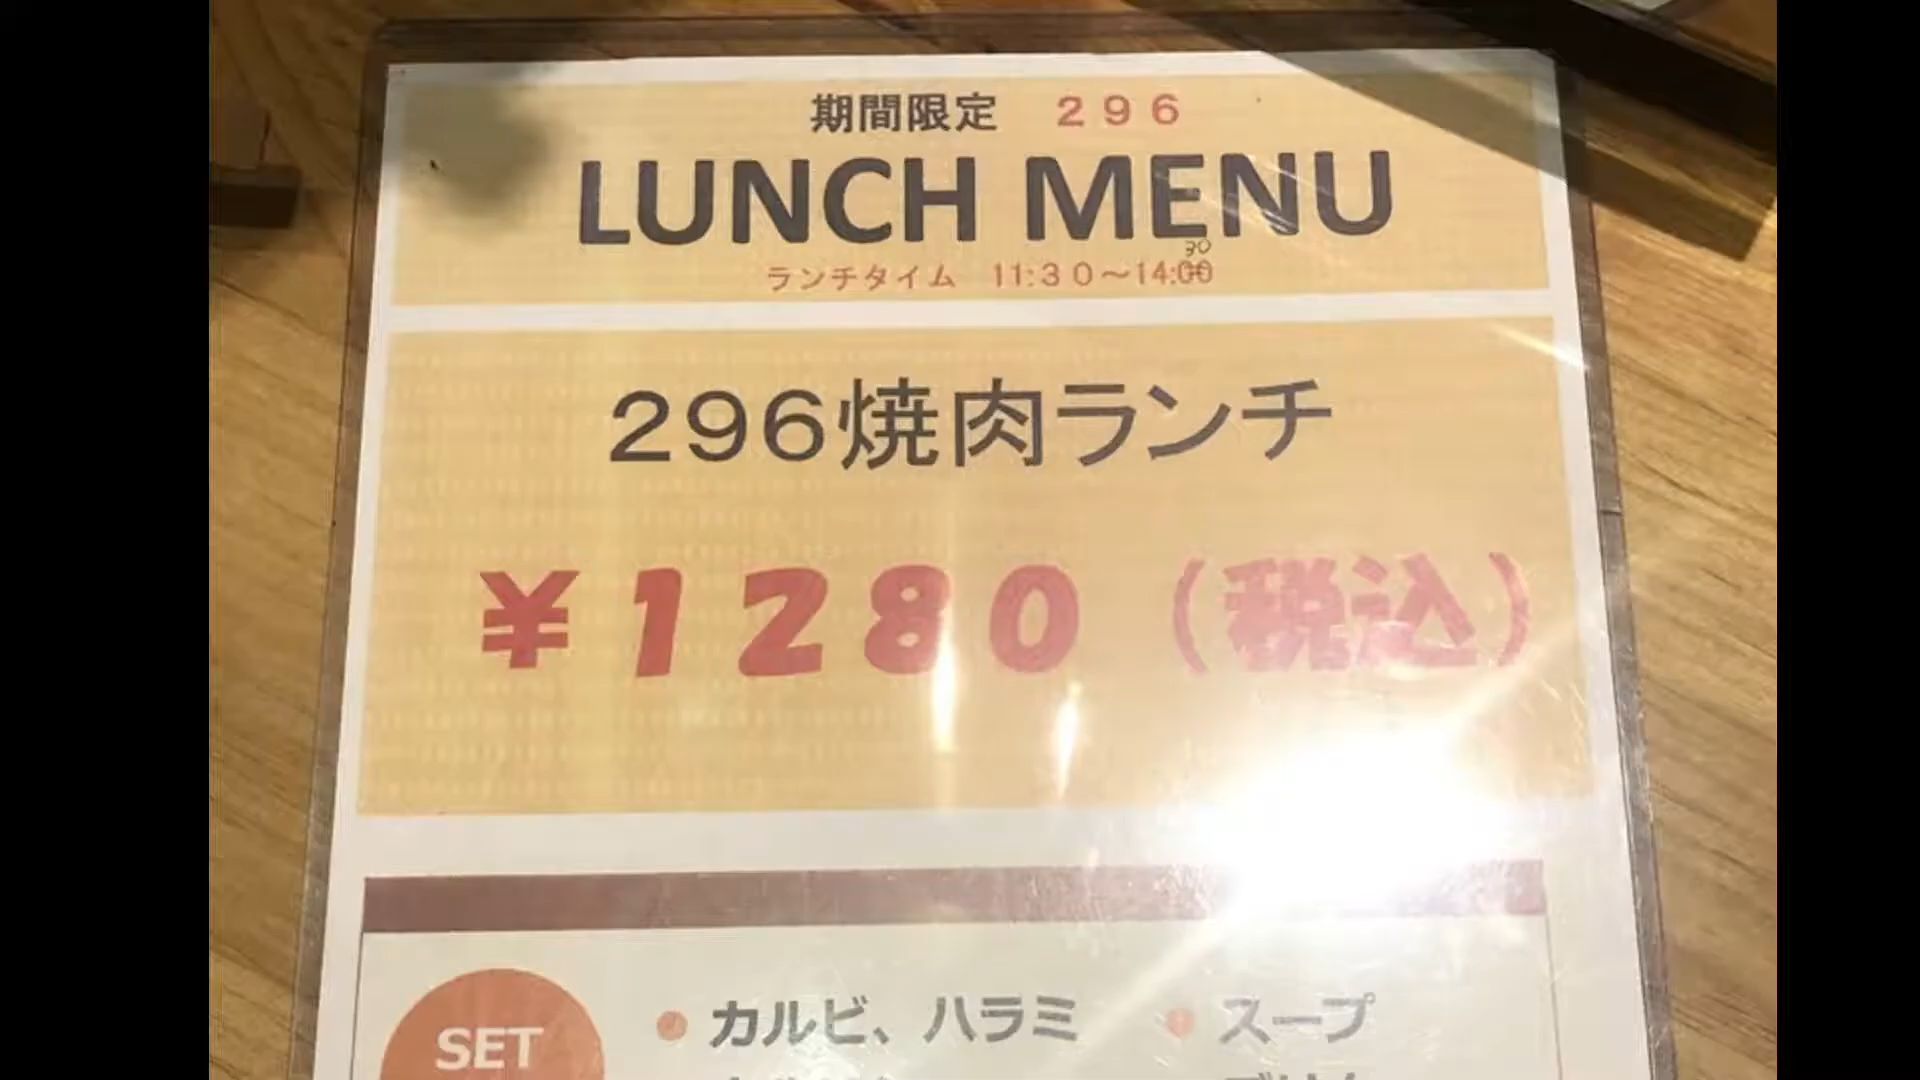 期間限定 296
LUNCH MENU
30
ランチタイム 11:30～14:00
296焼肉ランチ
¥1280(税込)
SET
カルビ、ハラミ
スープ